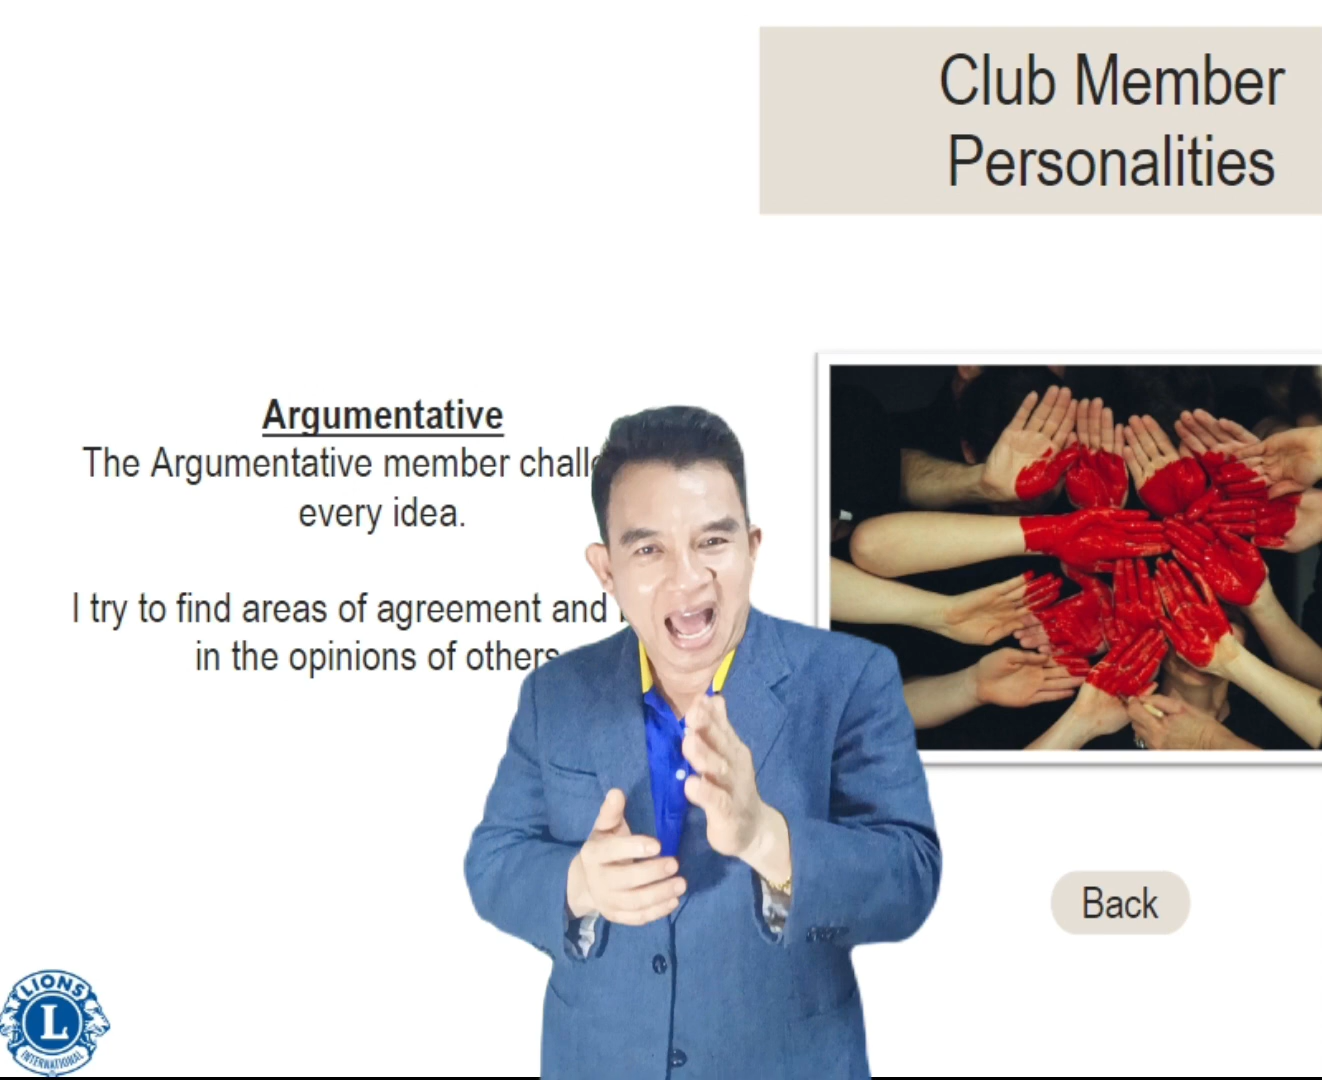 Club Member
Personalities
Argumentative
The Argumentative member
every idea.
I try to find areas of agreement and
in the opinions of others
Back
LIONS
L
INTERNATIONAL